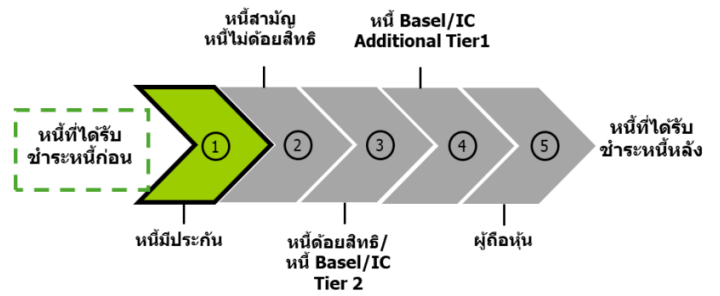 หนี้สามัญ
หนี้ไม่ด้อยสิทธิ
หนี้ Basel/IC
Additional Tier1
หนี้ที่ได้รับ
ชำระหนี้ก่อน
1
2
3
4
5
หนี้ที่ได้รับ
ชำระหนี้หลัง
หนี้มีประกัน
หนี้ด้อยสิทธิ/
หนี้ Basel/IC
Tier 2
ผู้ถือหุ้น